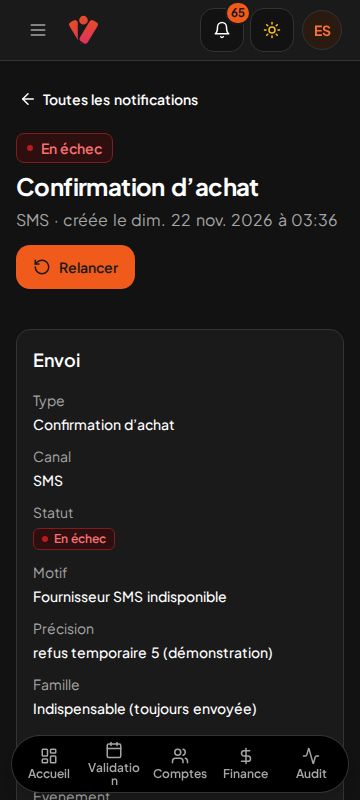 65
ES
Toutes les notifications
En échec
Confirmation d’achat
SMS · créée le dim. 22 nov. 2026 à 03:36
Relancer
Envoi
Type
Confirmation d’achat
Canal
SMS
Statut
En échec
Motif
Fournisseur SMS indisponible
Précision
refus temporaire 5 (démonstration)
Famille
Indispensable (toujours envoyée)
Accueil
Validatio
n
Comptes
Finance
Audit
Evenement